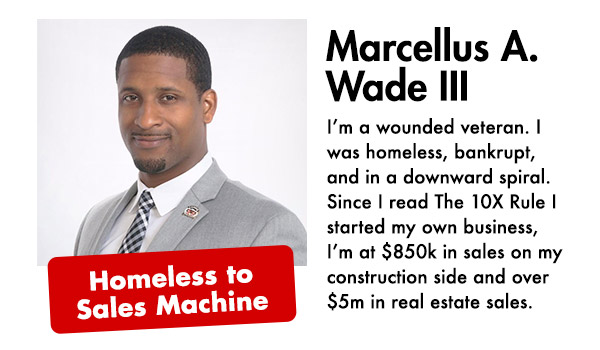 Marcellus A.
Wade III
I'm a wounded veteran. I
was homeless, bankrupt,
and in a downward spiral.
Since I read The 10X Rule I
started my own business,
I'm at $850k in sales on my
construction side and over
$5m in real estate sales.
Homeless to
Sales Machine